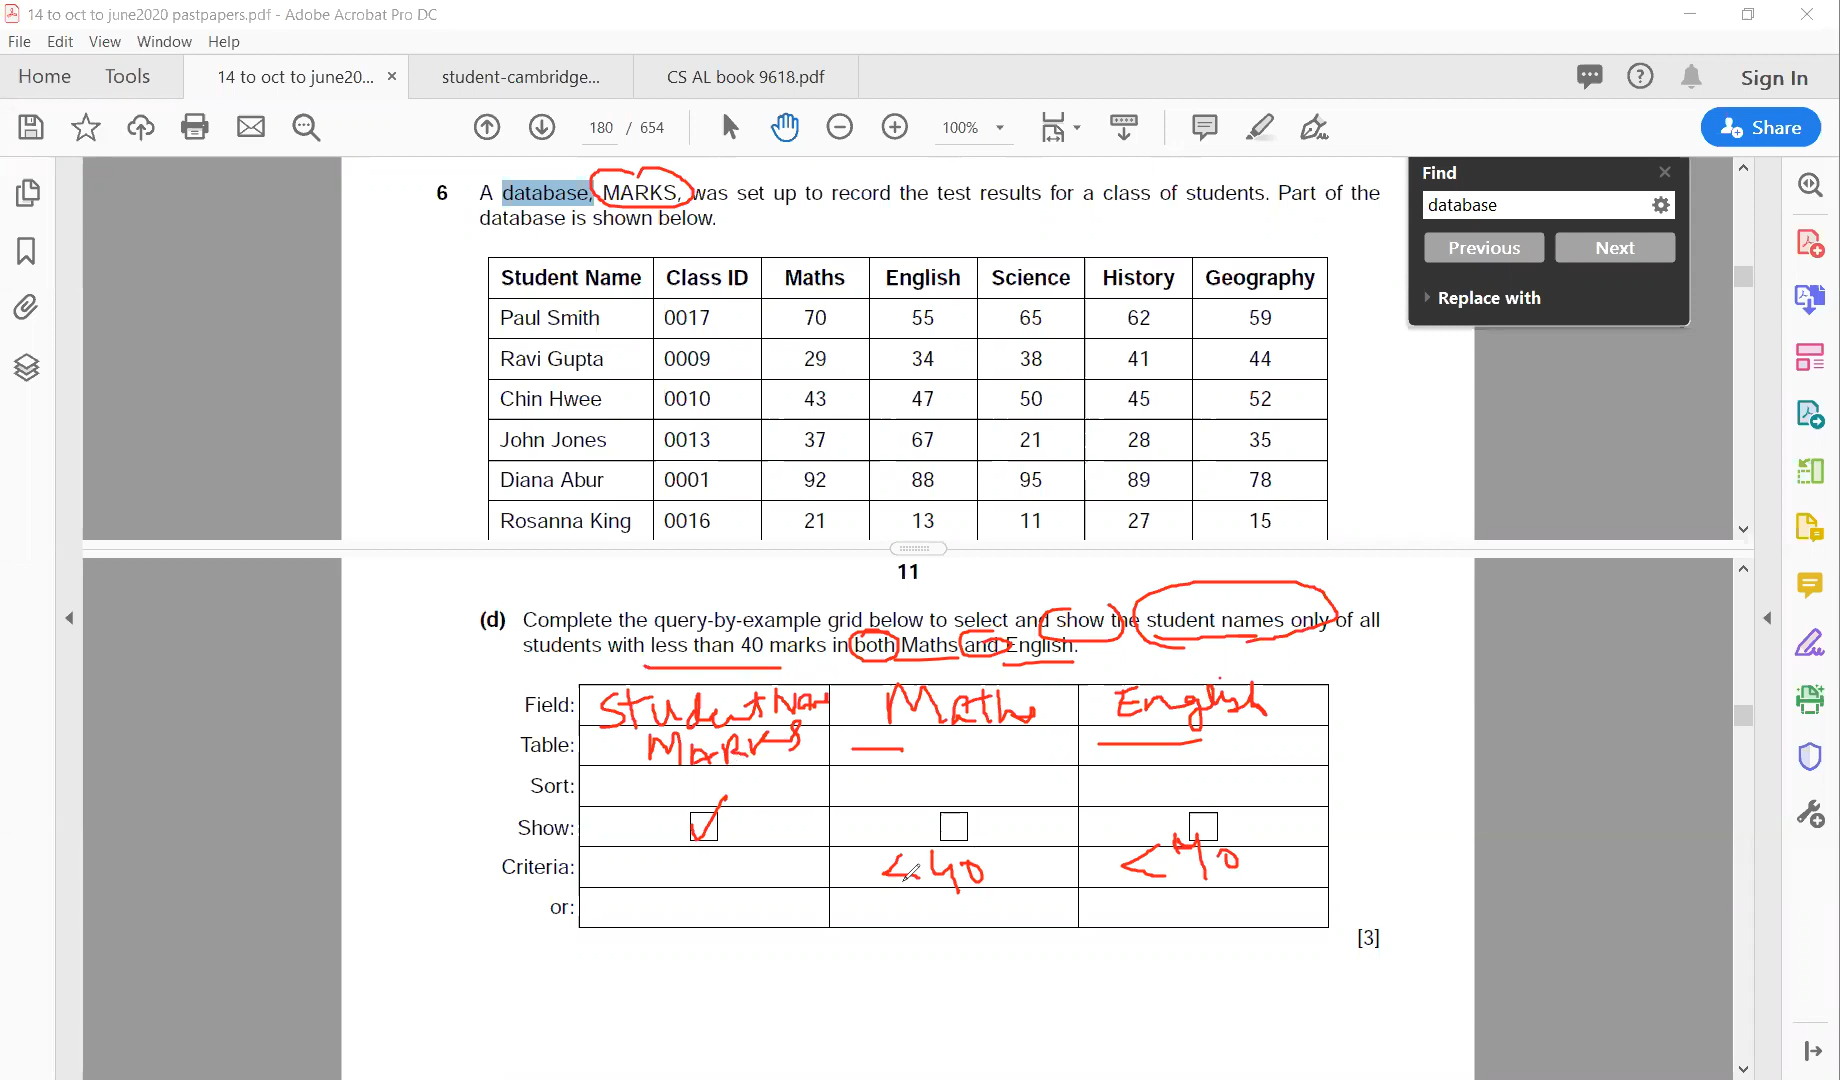 14 to oct to june2020 pastpapers.pdf - Adobe Acrobat Pro DC
File Edit View Window Help
Home Tools 14 to oct to june20... × student-cambridge... CS AL book 9618.pdf Sign In
180 / 654 100% Share
Find
database
Previous Next
Replace with
6 A database, MARKS, was set up to record the test results for a class of students. Part of the
database is shown below.
Student Name Class ID Maths English Science History Geography
Paul Smith 0017 70 55 65 62 59
Ravi Gupta 0009 29 34 38 41 44
Chin Hwee 0010 43 47 50 45 52
John Jones 0013 37 67 21 28 35
Diana Abur 0001 92 88 95 89 78
Rosanna King 0016 21 13 11 27 15
11
(d) Complete the query-by-example grid below to select and show the student names only of all
students with less than 40 marks in both Maths and English.
Field: Student Name Maths English
Table: MARKS
Sort:
Show:
Criteria: <40 <40
or:
[3]